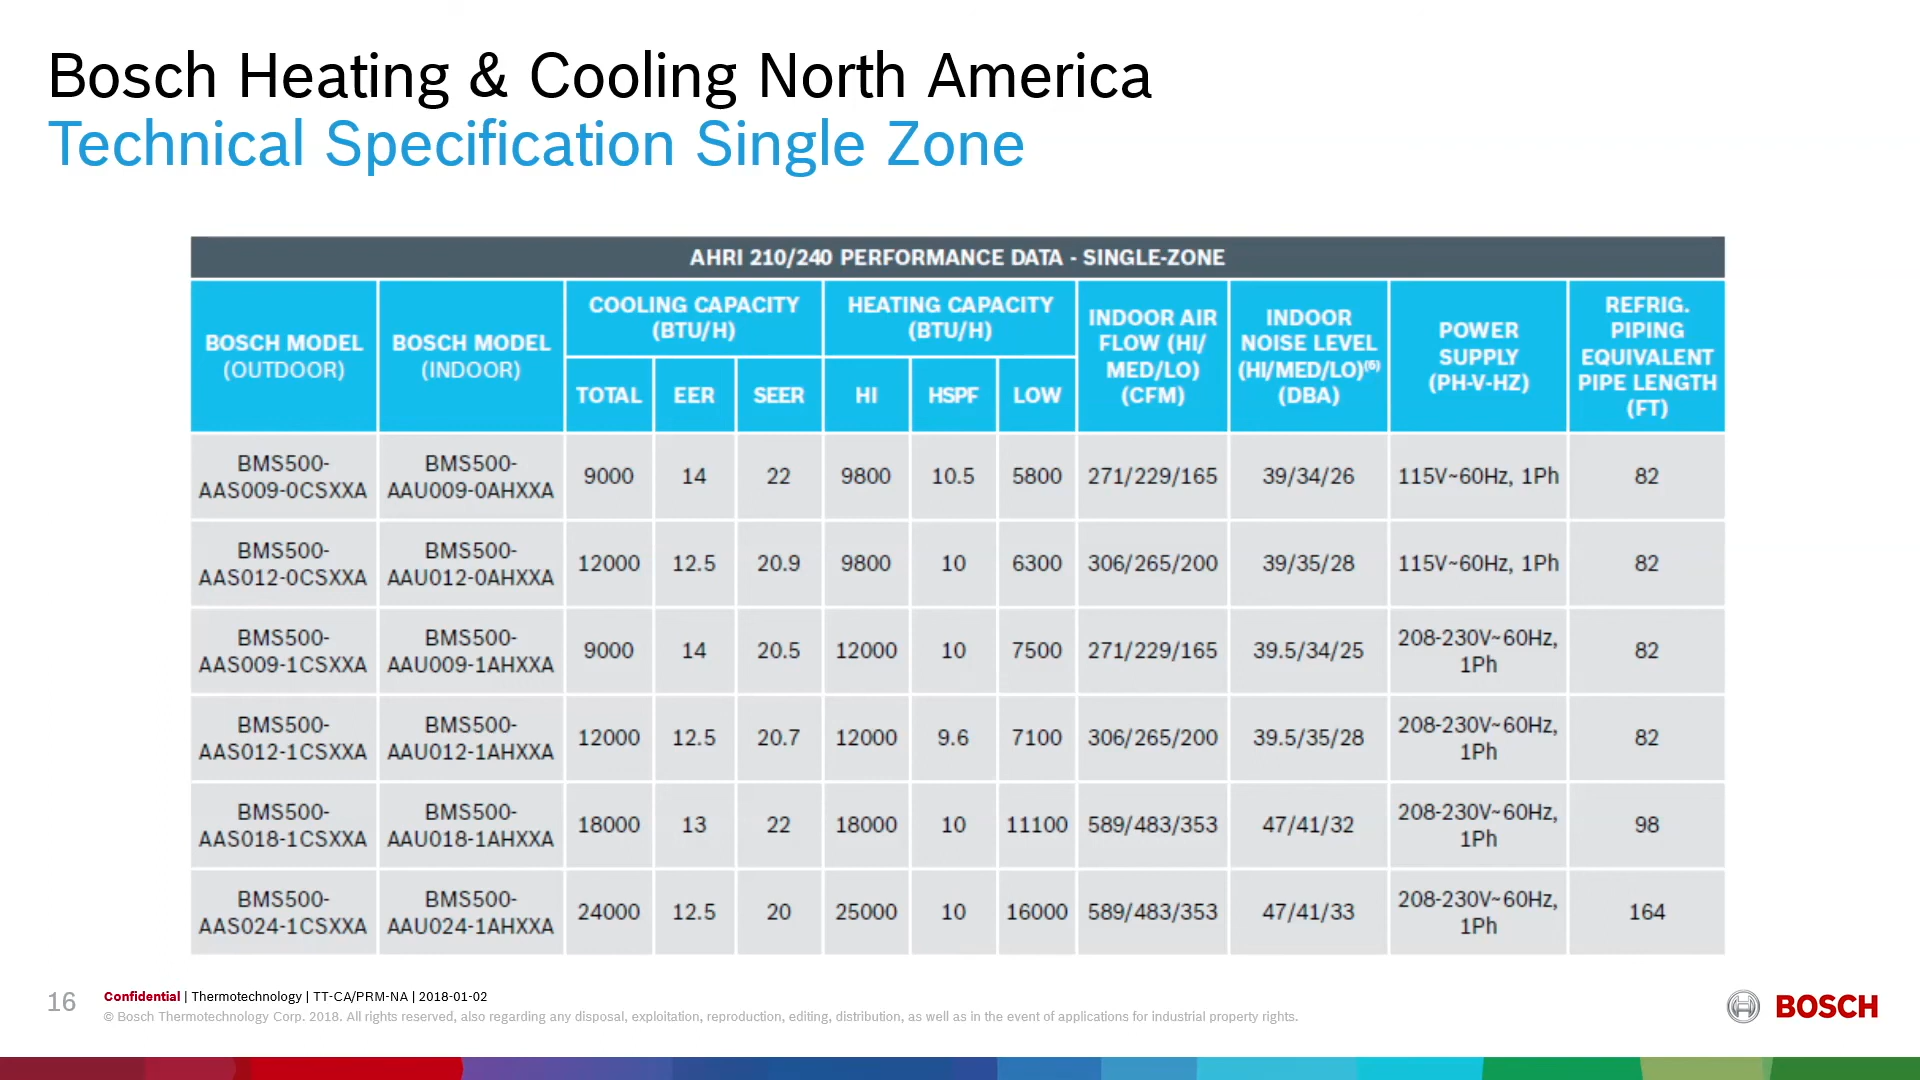 Bosch Heating & Cooling North America
Technical Specification Single Zone
AHRI 210/240 PERFORMANCE DATA - SINGLE-ZONE
BOSCH MODEL
(OUTDOOR)
BOSCH MODEL
(INDOOR)
COOLING CAPACITY
(BTU/H)
HEATING CAPACITY
(BTU/H)
INDOOR AIR
FLOW (HI/
MED/LO)
(CFM)
INDOOR
NOISE LEVEL
(HI/MED/LO)(6)
(DBA)
POWER
SUPPLY
(PH-V-HZ)
REFRIG.
PIPING
EQUIVALENT
PIPE LENGTH
(FT)
TOTAL EER SEER HI HSPF LOW
BMS500-
AAS009-0CSXXA
BMS500-
AAU009-0AHXXA
9000 14 22 9800 10.5 5800 271/229/165 39/34/26 115V~60Hz, 1Ph 82
BMS500-
AAS012-0CSXXA
BMS500-
AAU012-0AHXXA
12000 12.5 20.9 9800 10 6300 306/265/200 39/35/28 115V~60Hz, 1Ph 82
BMS500-
AAS009-1CSXXA
BMS500-
AAU009-1AHXXA
9000 14 20.5 12000 10 7500 271/229/165 39.5/34/25
208-230V~60Hz,
1Ph
82
BMS500-
AAS012-1CSXXA
BMS500-
AAU012-1AHXXA
12000 12.5 20.7 12000 9.6 7100 306/265/200 39.5/35/28
208-230V~60Hz,
1Ph
82
BMS500-
AAS018-1CSXXA
BMS500-
AAU018-1AHXXA
18000 13 22 18000 10 11100 589/483/353 47/41/32
208-230V~60Hz,
1Ph
98
BMS500-
AAS024-1CSXXA
BMS500-
AAU024-1AHXXA
24000 12.5 20 25000 10 16000 589/483/353 47/41/33
208-230V~60Hz,
1Ph
164
16
Confidential | Thermotechnology | TT-CA/PRM-NA | 2018-01-02
© Bosch Thermotechnology Corp. 2018. All rights reserved, also regarding any disposal, exploitation, reproduction, editing, distribution, as well as in the event of applications for industrial property rights.
BOSCH